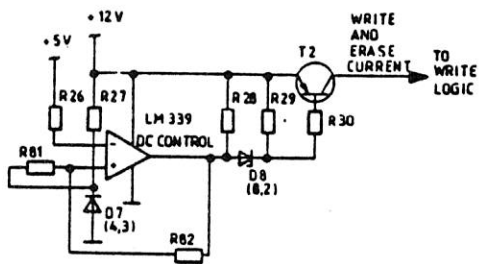 WRITE
AND
ERASE
CURRENT
TO
WRITE
LOGIC
+12V
+5V
T2
R26
R27
LM 339
DC CONTROL
R28
R29
R30
R81
D7
(4,3)
D8
(8,2)
R82